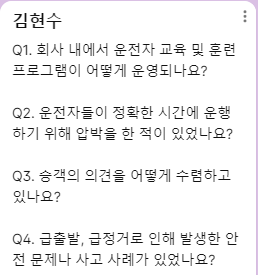 김현수
Q1. 회사 내에서 운전자 교육 및 훈련
프로그램이 어떻게 운영되나요?
Q2. 운전자들이 정확한 시간에 운행
하기 위해 압박을 한 적이 있었나요?
Q3. 승객의 의견을 어떻게 수렴하고
있나요?
Q4. 급출발, 급정거로 인해 발생한 안
전 문제나 사고 사례가 있었나요?